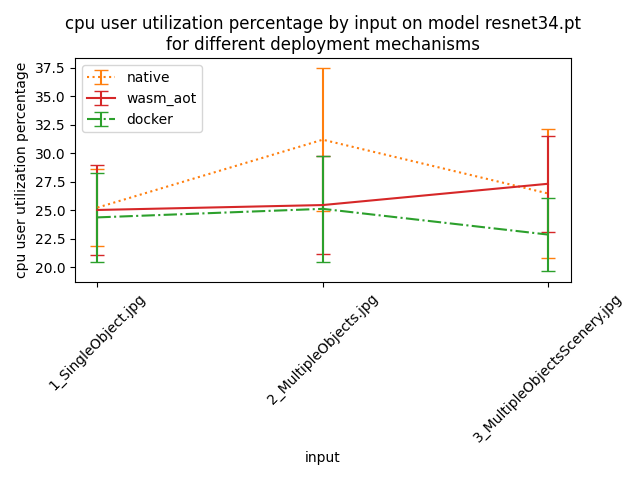 cpu user utilization percentage by input on model resnet34.pt
for different deployment mechanisms
cpu user utilization percentage
37.5
35.0
32.5
30.0
27.5
25.0
22.5
20.0
native
wasm_aot
docker
1_SingleObject.jpg
2_MultipleObjects.jpg
3_MultipleObjectsScenery.jpg
input